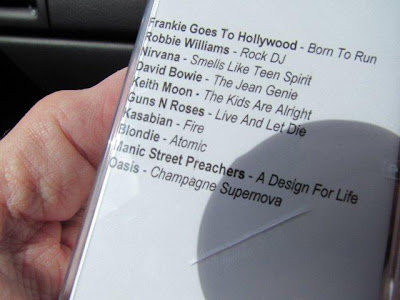 Frankie Goes To Hollywood - Born To Run
Robbie Williams - Rock DJ
Nirvana - Smells Like Teen Spirit
David Bowie - The Jean Genie
Keith Moon - The Kids Are Alright
Guns N Roses - Live And Let Die
Kasabian - Fire
Blondie - Atomic
Manic Street Preachers - A Design For Life
Oasis - Champagne Supernova